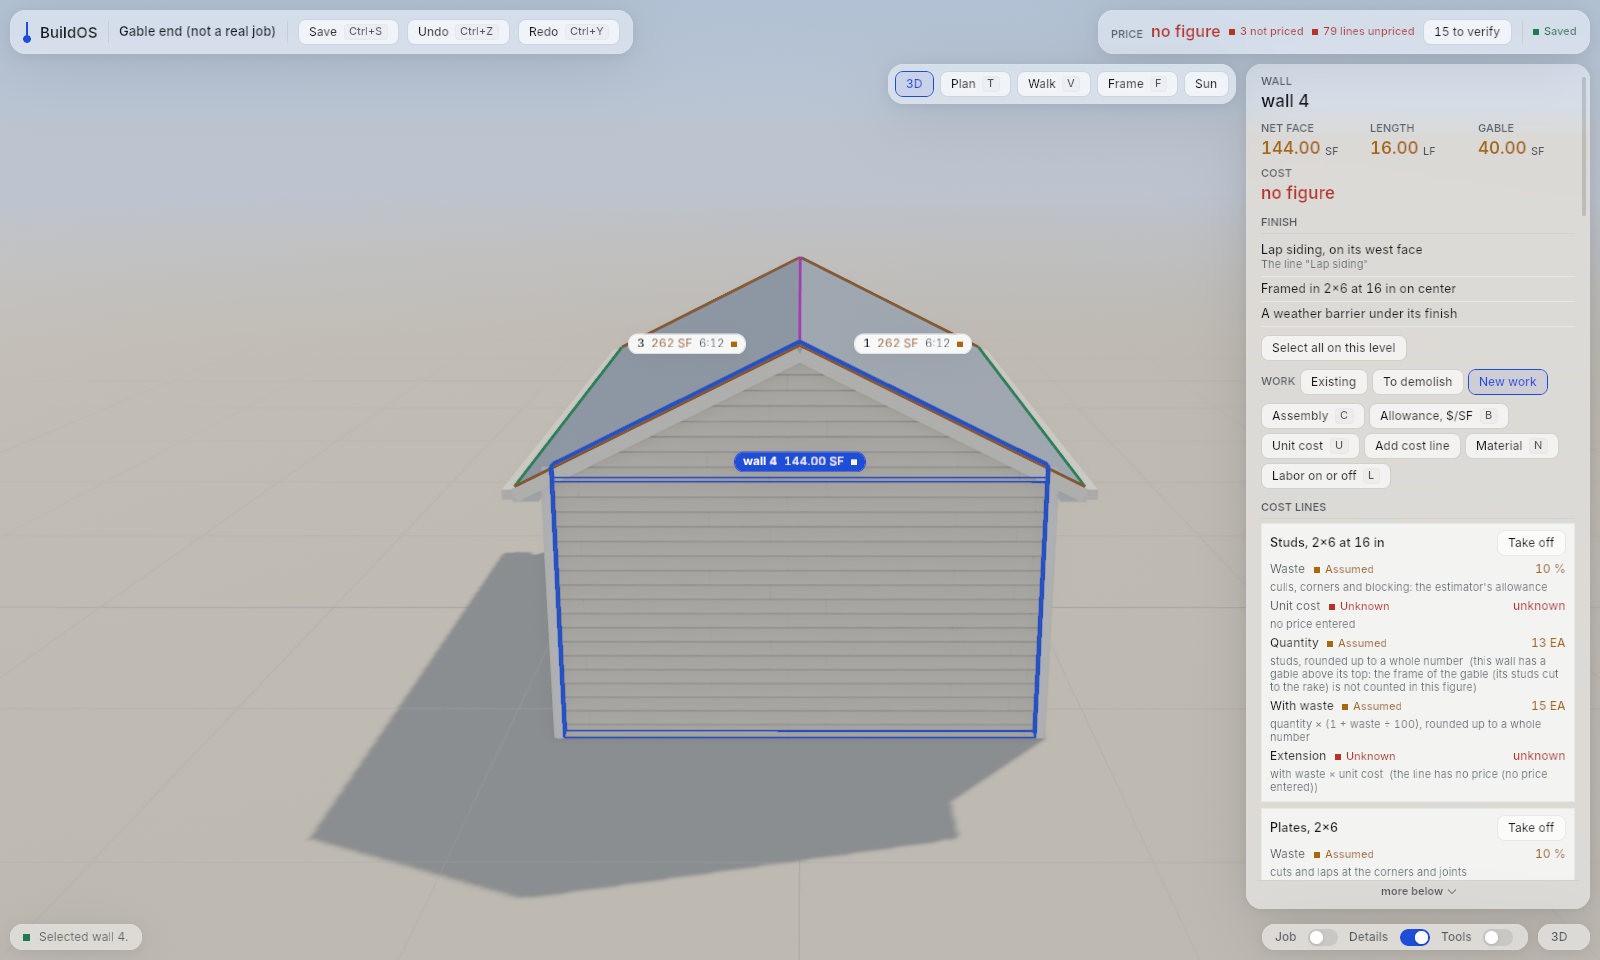 BuildOS
Gable end (not a real job)
Save Ctrl+S
Undo Ctrl+Z
Redo Ctrl+Y
PRICE no figure 3 not priced 79 lines unpriced 15 to verify Saved
3D
Plan T
Walk V
Frame F
Sun
WALL
wall 4
NET FACE LENGTH GABLE
144.00 SF 16.00 LF 40.00 SF
COST
no figure
FINISH
Lap siding, on its west face
The line "Lap siding"
Framed in 2×6 at 16 in on center
A weather barrier under its finish
Select all on this level
WORK Existing To demolish New work
Assembly C Allowance, $/SF B
Unit cost U Add cost line Material N
Labor on or off L
COST LINES
Studs, 2×6 at 16 in Take off
Waste Assumed 10 %
culls, corners and blocking: the estimator's allowance
Unit cost Unknown unknown
no price entered
Quantity Assumed 13 EA
studs, rounded up to a whole number (this wall has a
gable above its top: the frame of the gable (its studs cut
to the rake) is not counted in this figure)
With waste Assumed 15 EA
quantity × (1 + waste ÷ 100), rounded up to a whole
number
Extension Unknown unknown
with waste × unit cost (the line has no price (no price
entered))
Plates, 2×6 Take off
Waste Assumed 10 %
cuts and laps at the corners and joints
more below
3 262 SF 6:12
1 262 SF 6:12
wall 4 144.00 SF
Selected wall 4.
Job Details Tools 3D